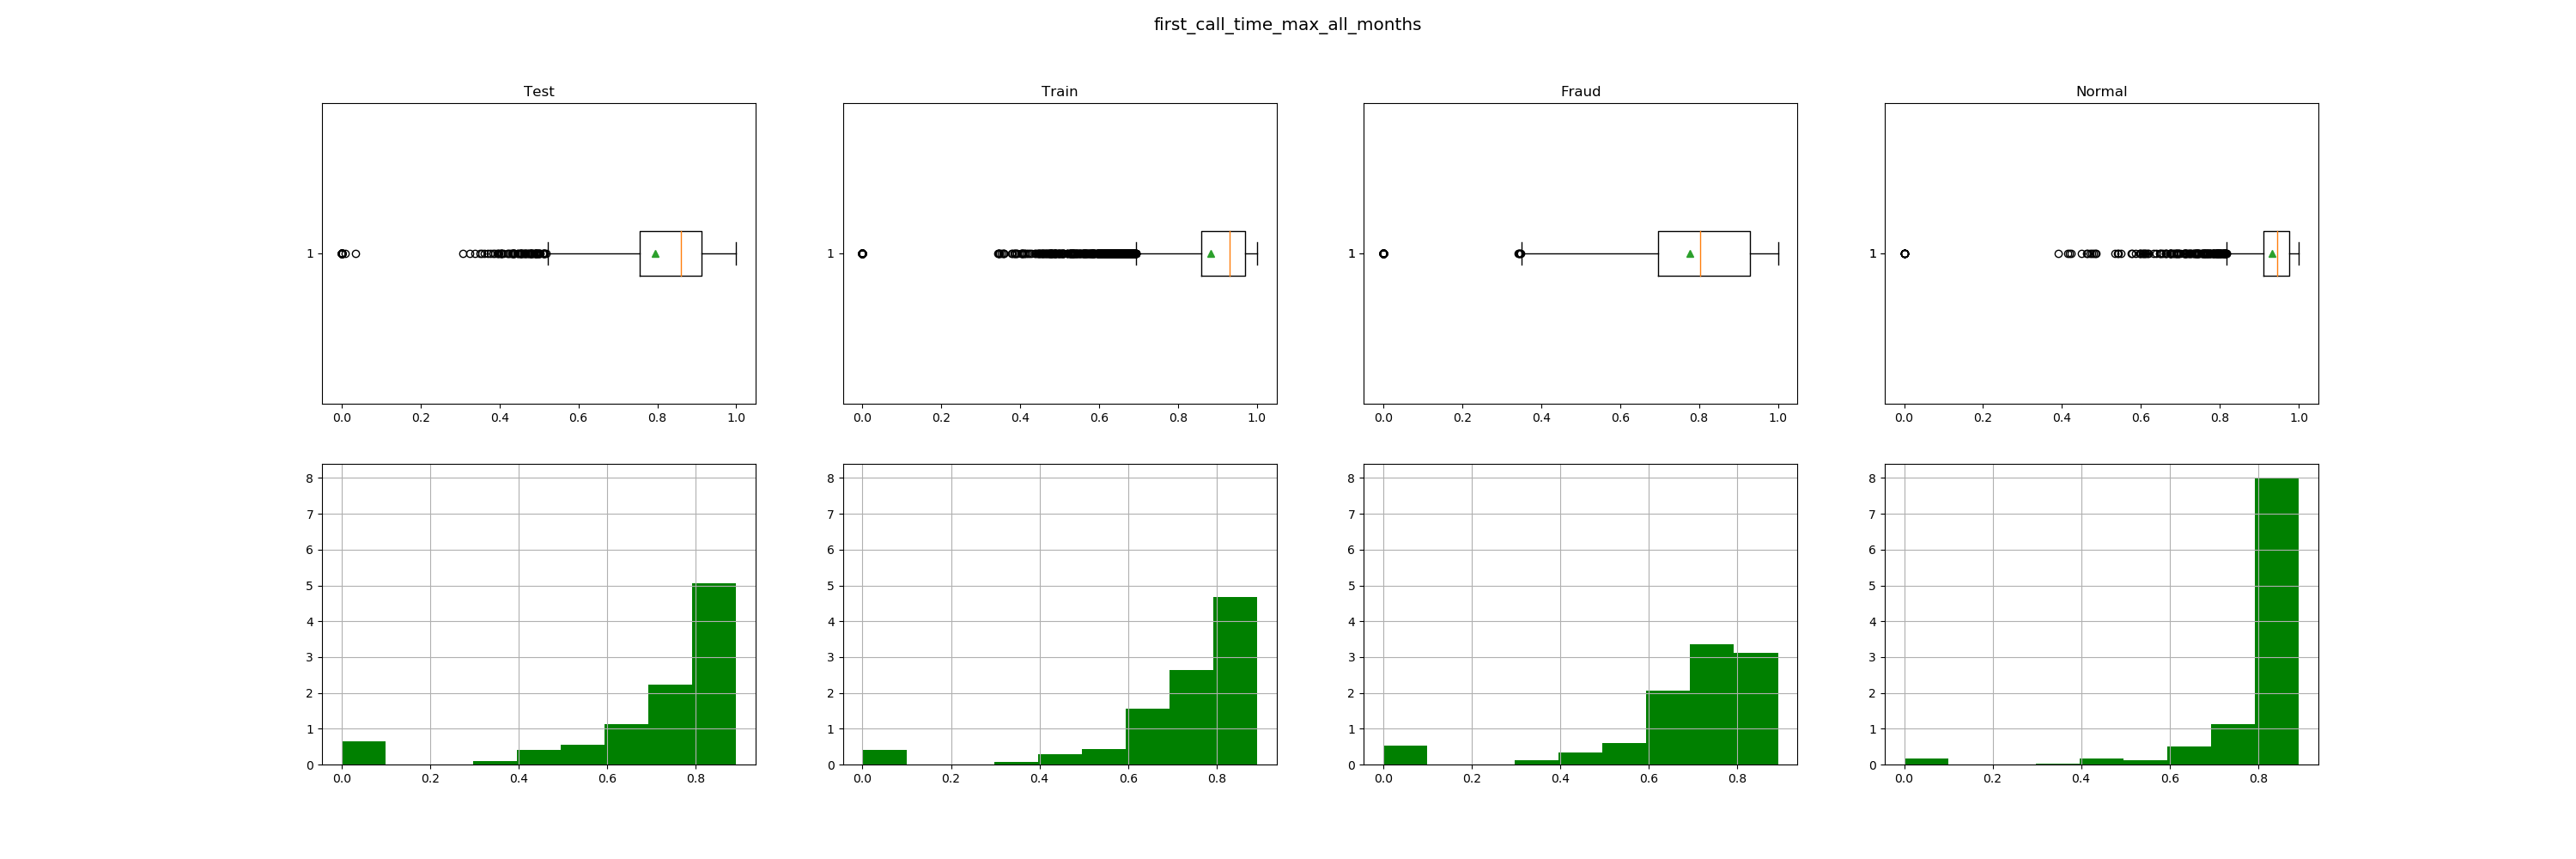 first_call_time_max_all_months
Test Train Fraud Normal
1 1 1 1
0.0 0.2 0.4 0.6 0.8 1.0 0.0 0.2 0.4 0.6 0.8 1.0 0.0 0.2 0.4 0.6 0.8 1.0 0.0 0.2 0.4 0.6 0.8 1.0
8 8 8 8
7 7 7 7
6 6 6 6
5 5 5 5
4 4 4 4
3 3 3 3
2 2 2 2
1 1 1 1
0 0 0 0
0.0 0.2 0.4 0.6 0.8 0.0 0.2 0.4 0.6 0.8 0.0 0.2 0.4 0.6 0.8 0.0 0.2 0.4 0.6 0.8